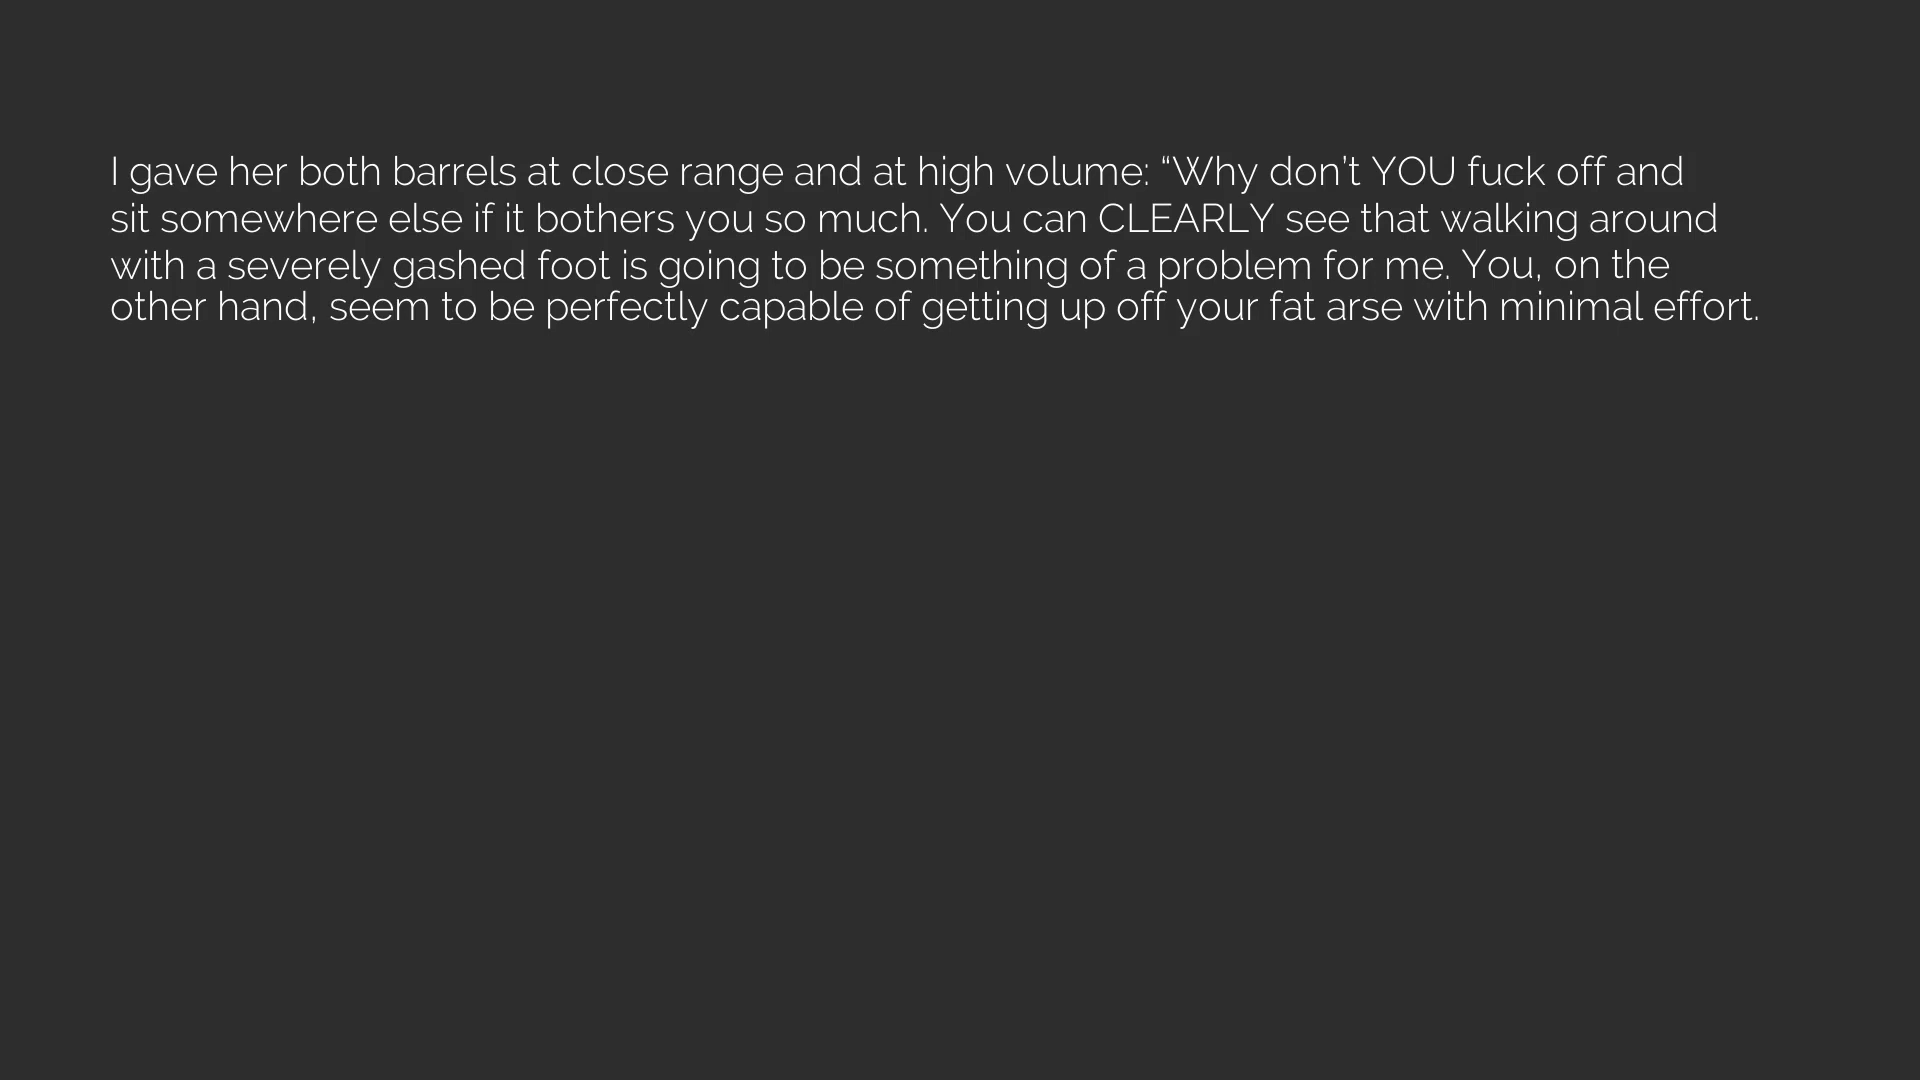 I gave her both barrels at close range and at high volume: “Why don’t YOU fuck off and
sit somewhere else if it bothers you so much. You can CLEARLY see that walking around
with a severely gashed foot is going to be something of a problem for me. You, on the
other hand, seem to be perfectly capable of getting up off your fat arse with minimal effort.